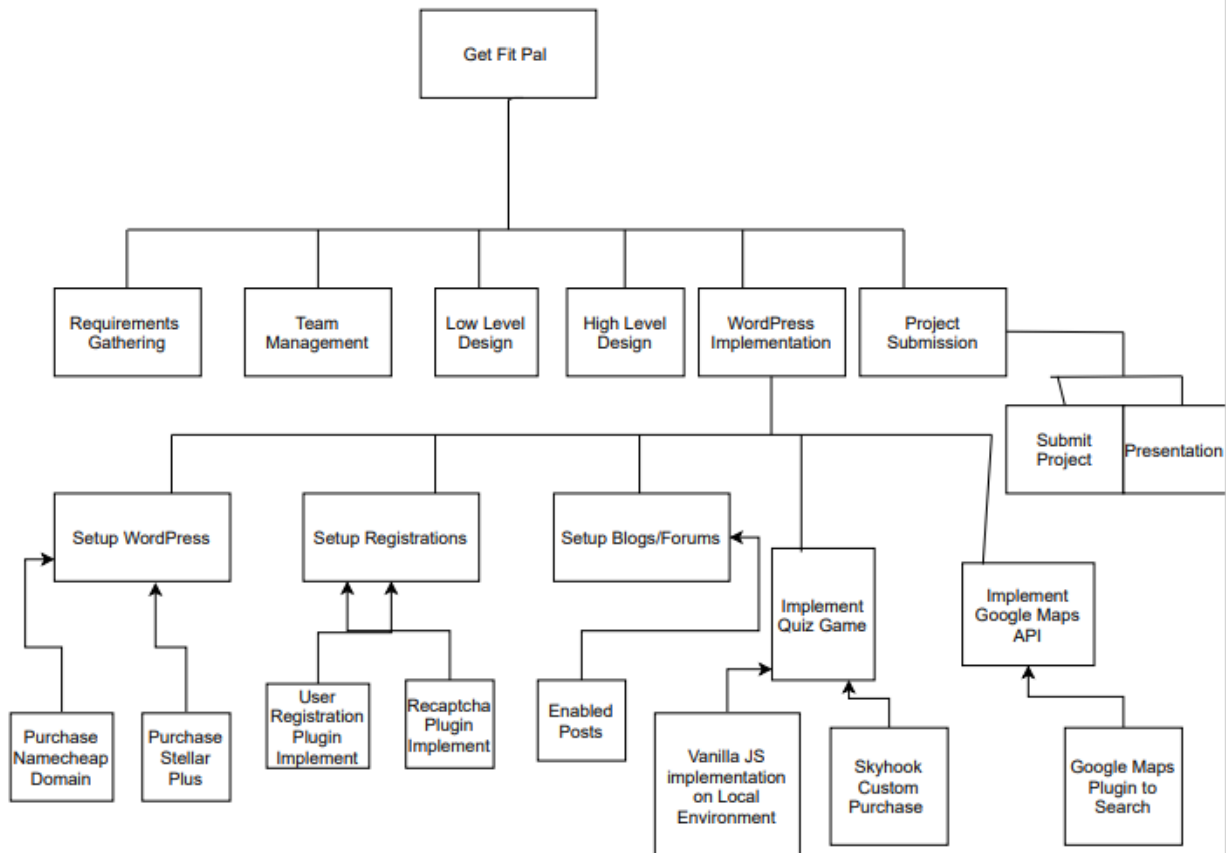 Get Fit Pal
Requirements
Gathering
Team
Management
Low Level
Design
High Level
Design
WordPress
Implementation
Project
Submission
Submit
Project
Presentation
Setup WordPress
Setup Registrations
Setup Blogs/Forums
Implement
Quiz Game
Implement
Google Maps
API
Purchase
Namecheap
Domain
Purchase
Stellar
Plus
User
Registration
Plugin
Implement
Recaptcha
Plugin
Implement
Enabled
Posts
Vanilla JS
implementation
on Local
Environment
Skyhook
Custom
Purchase
Google Maps
Plugin to
Search